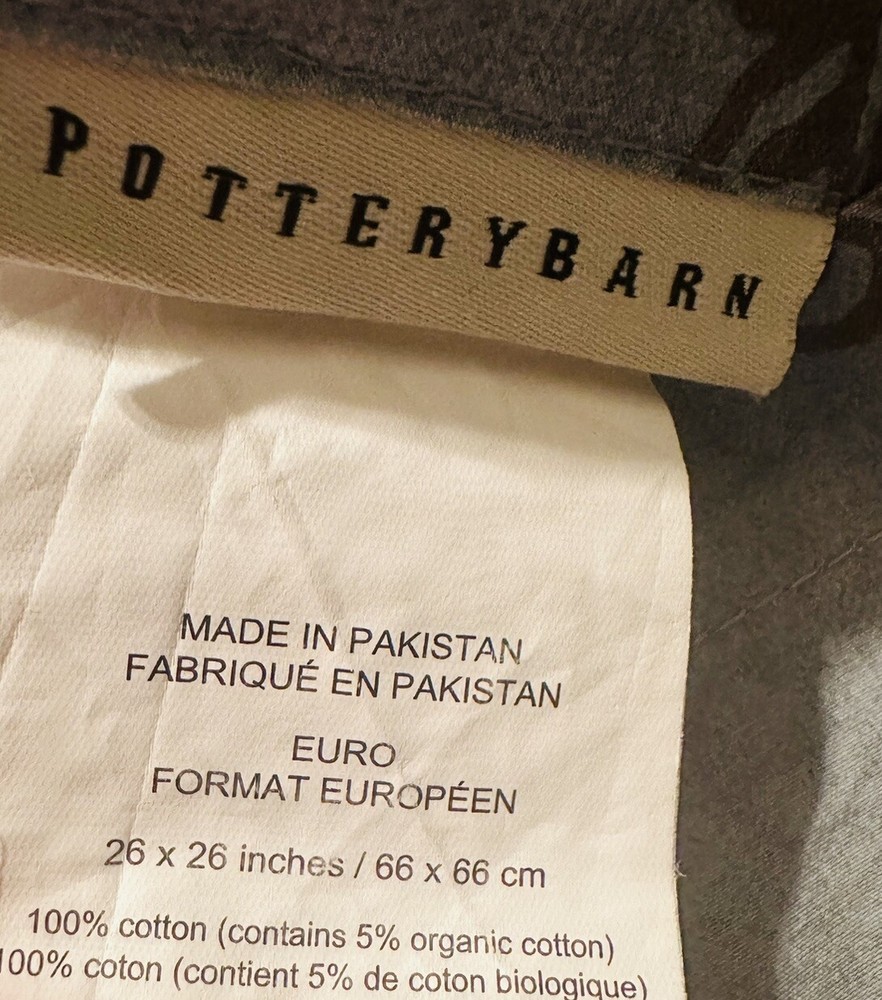 POTTERYBARN
MADE IN PAKISTAN
FABRIQUÉ EN PAKISTAN
EURO
FORMAT EUROPÉEN
26 x 26 inches / 66 x 66 cm
100% cotton (contains 5% organic cotton)
100% coton (contient 5% de coton biologique)